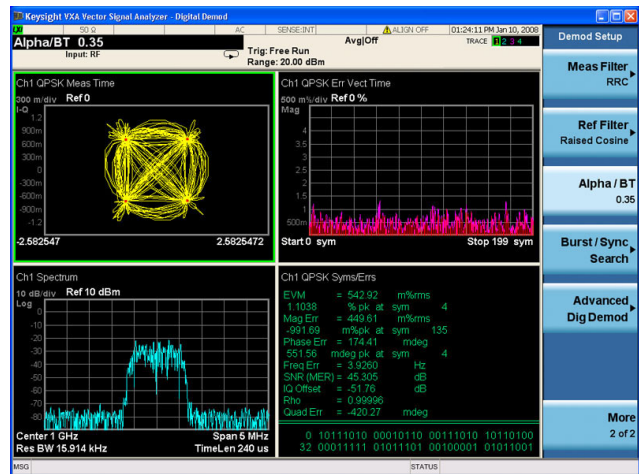 Keysight VXA Vector Signal Analyzer - Digital Demod
LXI 50 Ω AC SENSE:INT ALIGN OFF 01:24:11 PM Jan 10, 2008
Alpha/BT 0.35
Input: RF
Trig: Free Run
Range: 20.00 dBm
Avg|Off
TRACE 1 2 3 4
Ch1 QPSK Meas Time
300 m/div Ref 0
I-Q
1.2
900m
600m
300m
0
-300m
-600m
-900m
-1.2
-2.582547 2.5825472
Ch1 QPSK Err Vect Time
500 m%/div Ref 0 %
Mag
4
3.5
3
2.5
2
1.5
1
500m
Start 0 sym Stop 199 sym
Ch1 Spectrum
10 dB/div Ref 10 dBm
Log
0
-10
-20
-30
-40
-50
-60
-70
-80
Center 1 GHz Span 5 MHz
Res BW 15.914 kHz TimeLen 240 us
Ch1 QPSK Syms/Errs
EVM = 542.92 m%rms
1.1038 % pk at sym 4
Mag Err = 449.61 m%rms
-991.69 m%pk at sym 135
Phase Err = 174.41 mdeg
551.56 mdeg pk at sym 4
Freq Err = 3.9260 Hz
SNR (MER) = 45.305 dB
IQ Offset = -51.76 dB
Rho = 0.99996
Quad Err = -420.27 mdeg
0 10111010 00010110 00111010 10110100
32 00011111 01011101 00100001 01011001
Demod Setup
Meas Filter
RRC
Ref Filter
Raised Cosine
Alpha / BT
0.35
Burst / Sync
Search
Advanced
Dig Demod
More
2 of 2
MSG STATUS